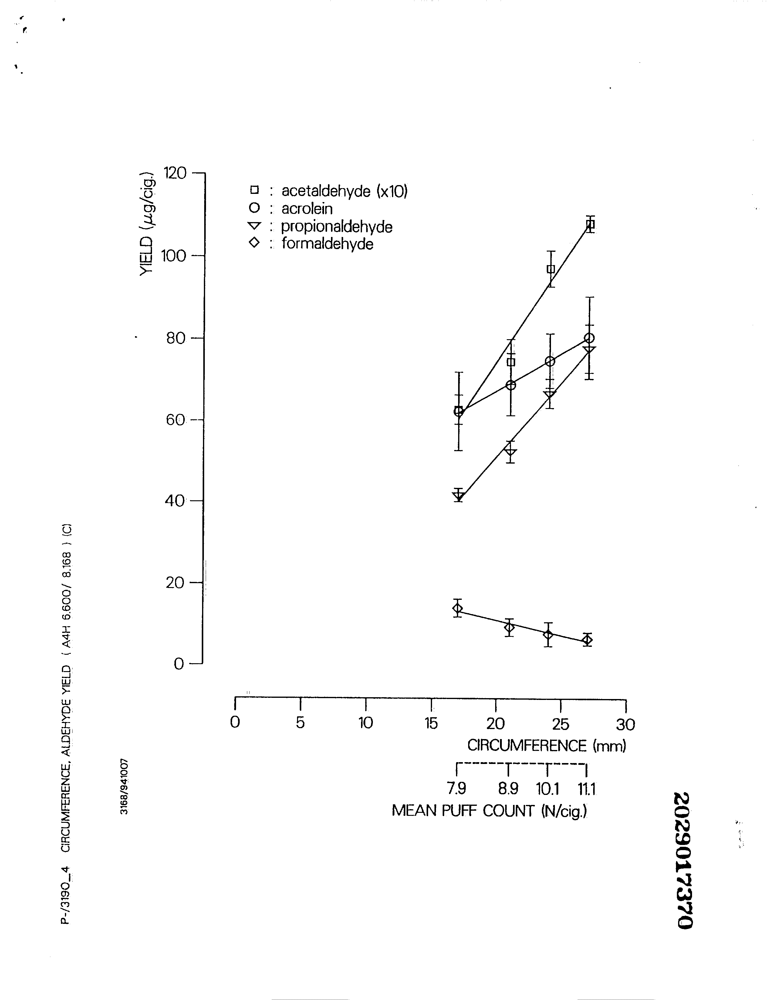 YIELD (µg/cig.)
120
100
80
60
40
20
0
□ : acetaldehyde (x10)
○ : acrolein
▽ : propionaldehyde
◇ : formaldehyde
0 5 10 15 20 25 30
CIRCUMFERENCE (mm)
7.9 8.9 10.1 11.1
MEAN PUFF COUNT (N/cig.)
P-/3190_4 CIRCUMFERENCE, ALDEHYDE YIELD ( A4H 6.600/ 8.168 ) (C)
3168/941007
2029017370